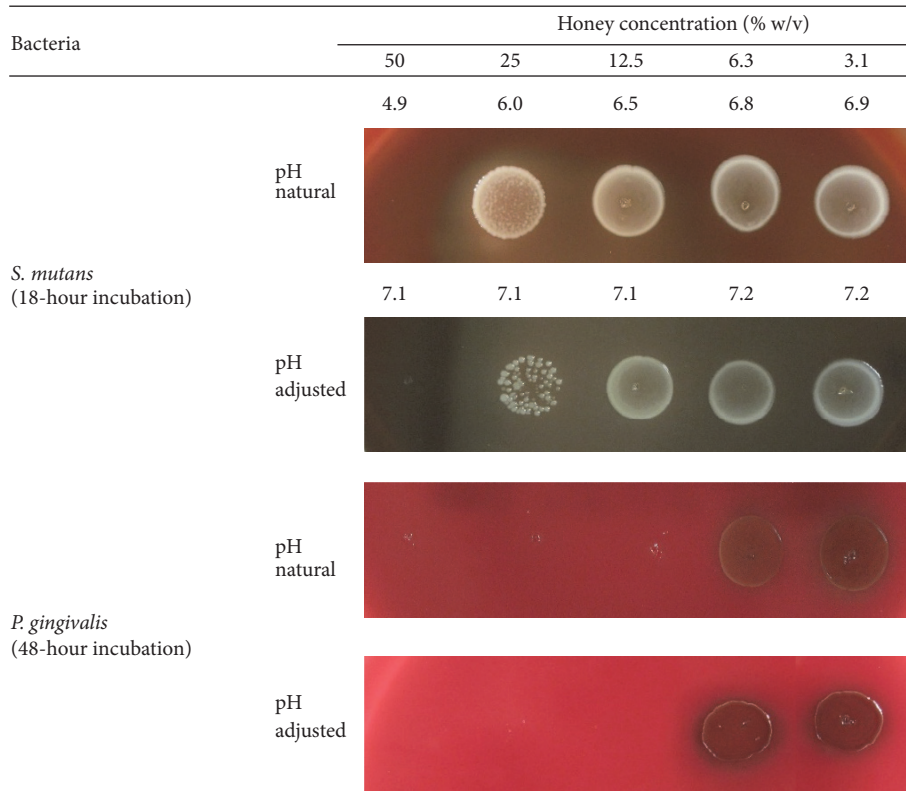 Bacteria
Honey concentration (% w/v)
50 25 12.5 6.3 3.1
4.9 6.0 6.5 6.8 6.9
pH
natural
S. mutans
(18-hour incubation)
7.1 7.1 7.1 7.2 7.2
pH
adjusted
pH
natural
P. gingivalis
(48-hour incubation)
pH
adjusted